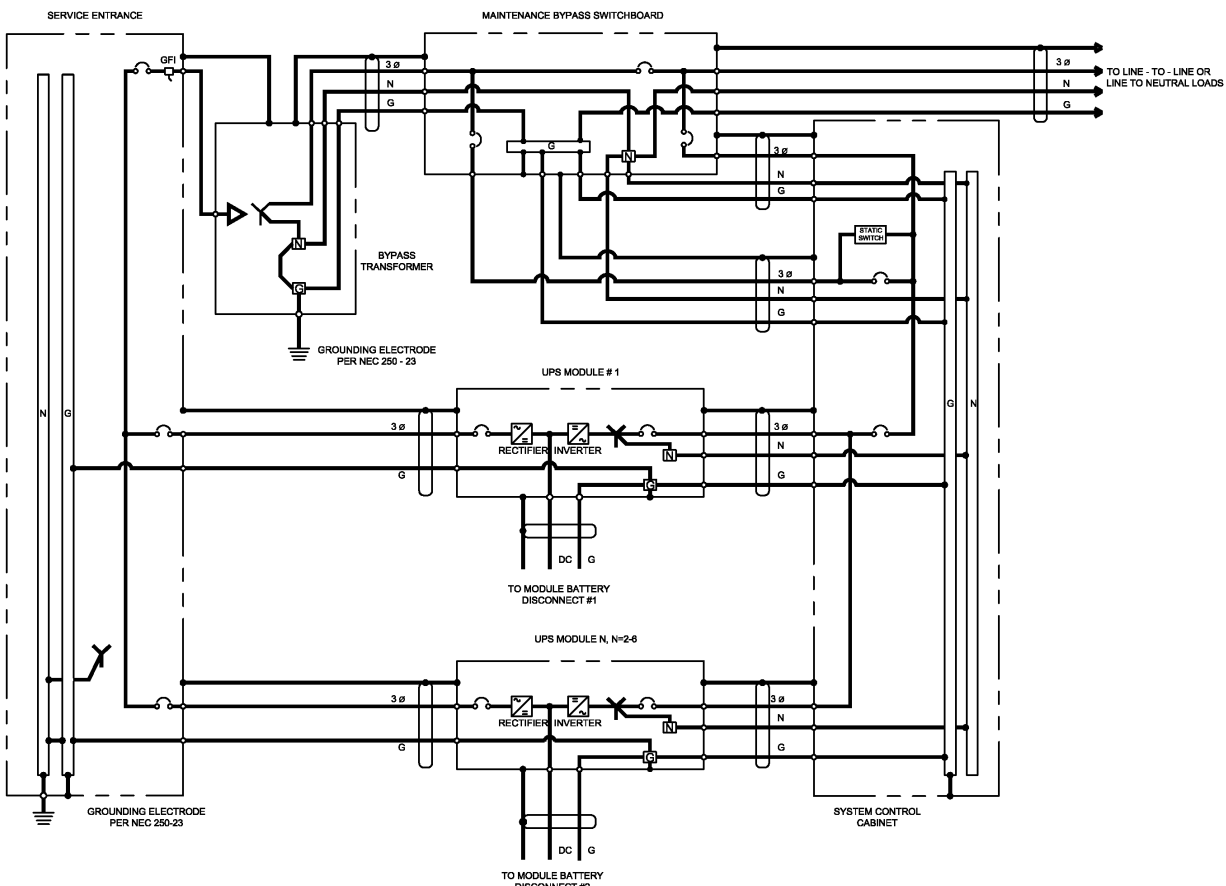 SERVICE ENTRANCE
MAINTENANCE BYPASS SWITCHBOARD
GFI
3 ø
N
G
3 ø
N
G
TO LINE - TO - LINE OR
LINE TO NEUTRAL LOADS
G
N
3 ø
N
G
STATIC
SWITCH
N
G
BYPASS
TRANSFORMER
3 ø
N
G
GROUNDING ELECTRODE
PER NEC 250 - 23
UPS MODULE # 1
N
G
G
N
3 ø
RECTIFIER
INVERTER
N
3 ø
N
G
G
G
DC
G
TO MODULE BATTERY
DISCONNECT #1
UPS MODULE N, N=2-6
3 ø
RECTIFIER
INVERTER
N
3 ø
N
G
G
G
GROUNDING ELECTRODE
PER NEC 250-23
SYSTEM CONTROL
CABINET
DC
G
TO MODULE BATTERY